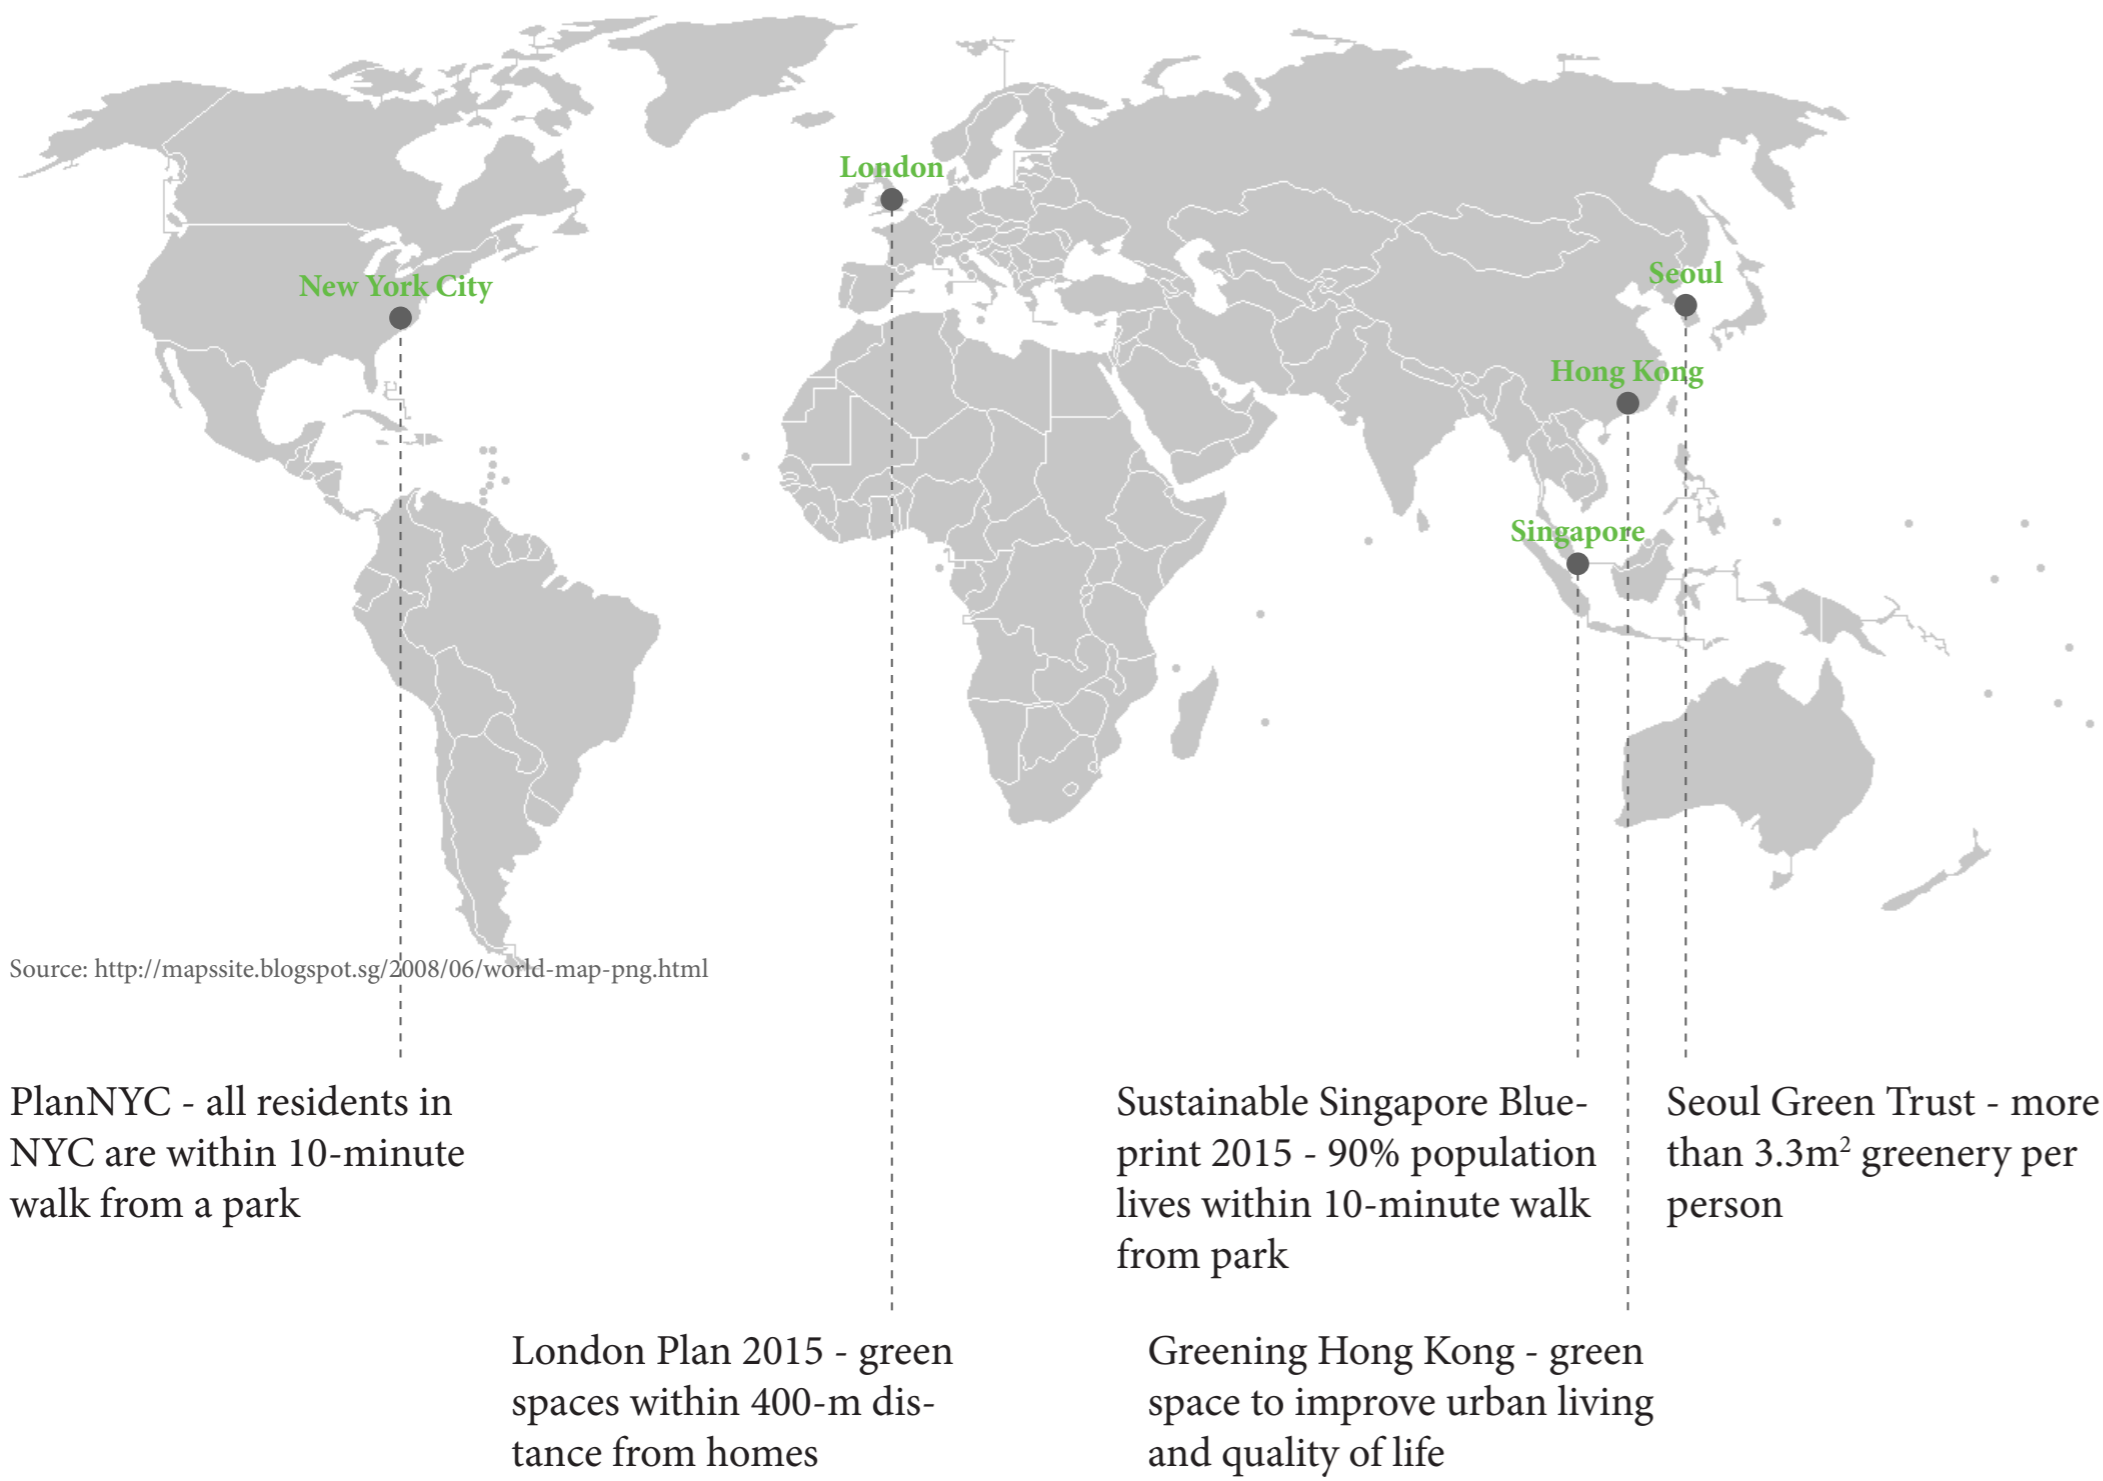 London
New York City
Seoul
Hong Kong
Singapore
Source: http://mapssite.blogspot.sg/2008/06/world-map-png.html
PlanNYC - all residents in
NYC are within 10-minute
walk from a park
Sustainable Singapore Blue-
print 2015 - 90% population
lives within 10-minute walk
from park
Seoul Green Trust - more
than 3.3m² greenery per
person
London Plan 2015 - green
spaces within 400-m dis-
tance from homes
Greening Hong Kong - green
space to improve urban living
and quality of life